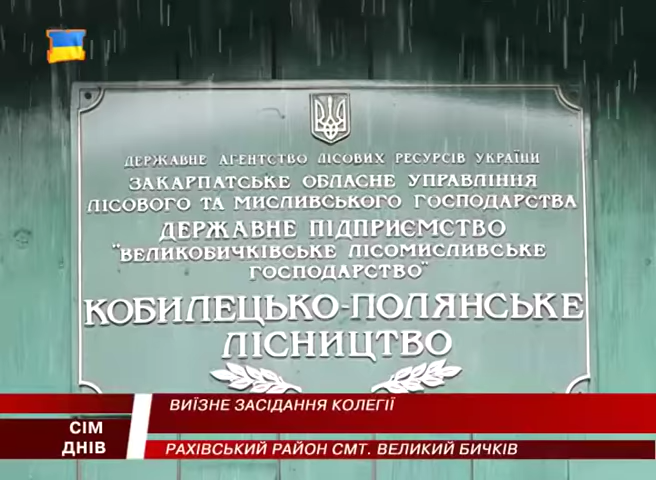 ДЕРЖАВНЕ АГЕНТСТВО ЛІСОВИХ РЕСУРСІВ УКРАЇНИ
ЗАКАРПАТСЬКЕ ОБЛАСНЕ УПРАВЛІННЯ
ЛІСОВОГО ТА МИСЛИВСЬКОГО ГОСПОДАРСТВА
ДЕРЖАВНЕ ПІДПРИЄМСТВО
"ВЕЛИКОБИЧКІВСЬКЕ ЛІСОМИСЛИВСЬКЕ
ГОСПОДАРСТВО"
КОБИЛЕЦЬКО-ПОЛЯНСЬКЕ
ЛІСНИЦТВО
СІМ
ДНІВ
ВИЇЗНЕ ЗАСІДАННЯ КОЛЕГІЇ
РАХІВСЬКИЙ РАЙОН СМТ. ВЕЛИКИЙ БИЧКІВ